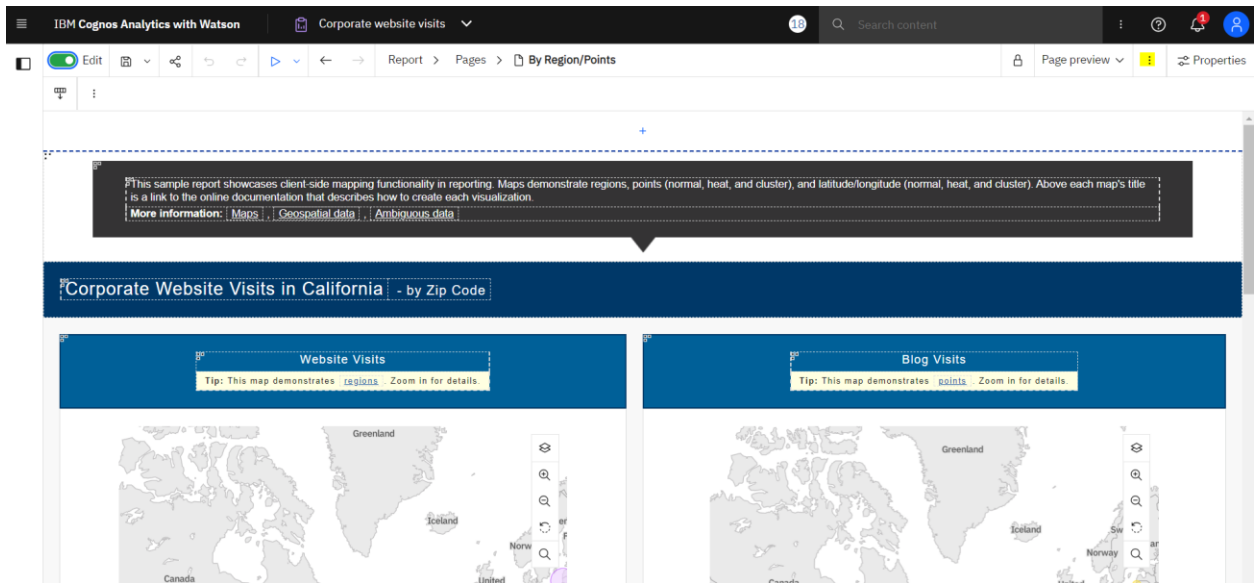 IBM Cognos Analytics with Watson
Corporate website visits
18
Search content
1
Edit
Report > Pages > By Region/Points
Page preview
Properties
+
This sample report showcases client-side mapping functionality in reporting. Maps demonstrate regions, points (normal, heat, and cluster), and latitude/longitude (normal, heat, and cluster). Above each map's title
is a link to the online documentation that describes how to create each visualization.
More information: Maps , Geospatial data , Ambiguous data
Corporate Website Visits in California - by Zip Code
Website Visits
Tip: This map demonstrates regions . Zoom in for details.
Greenland
Iceland
Norw
Canada
United
Blog Visits
Tip: This map demonstrates points . Zoom in for details.
Greenland
Iceland
Sw
Norway
Canada
United